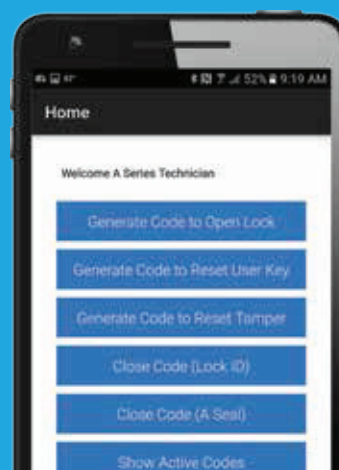 52% 9:19 AM
Home
Welcome A Series Technician
Generate Code to Open Lock
Generate Code to Reset User Key
Generate Code to Reset Tamper
Close Code (Lock ID)
Close Code (A Seal)
Show Active Codes